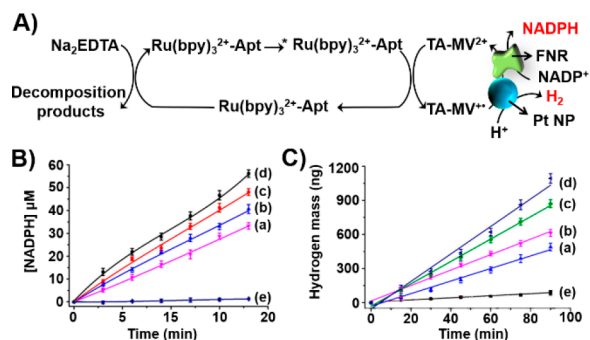 A)
Na₂EDTA Ru(bpy)₃²⁺-Apt * Ru(bpy)₃²⁺-Apt TA-MV²⁺ NADPH
FNR
NADP⁺
Decomposition
products
Ru(bpy)₃²⁺-Apt TA-MV⁺• H₂
H⁺ Pt NP
B)
[NADPH] µM
60
50
40
30
20
10
0
(d)
(c)
(b)
(a)
(e)
0 5 10 15 20
Time (min)
C)
Hydrogen mass (ng)
1200
900
600
300
0
(d)
(c)
(b)
(a)
(e)
0 20 40 60 80 100
Time (min)